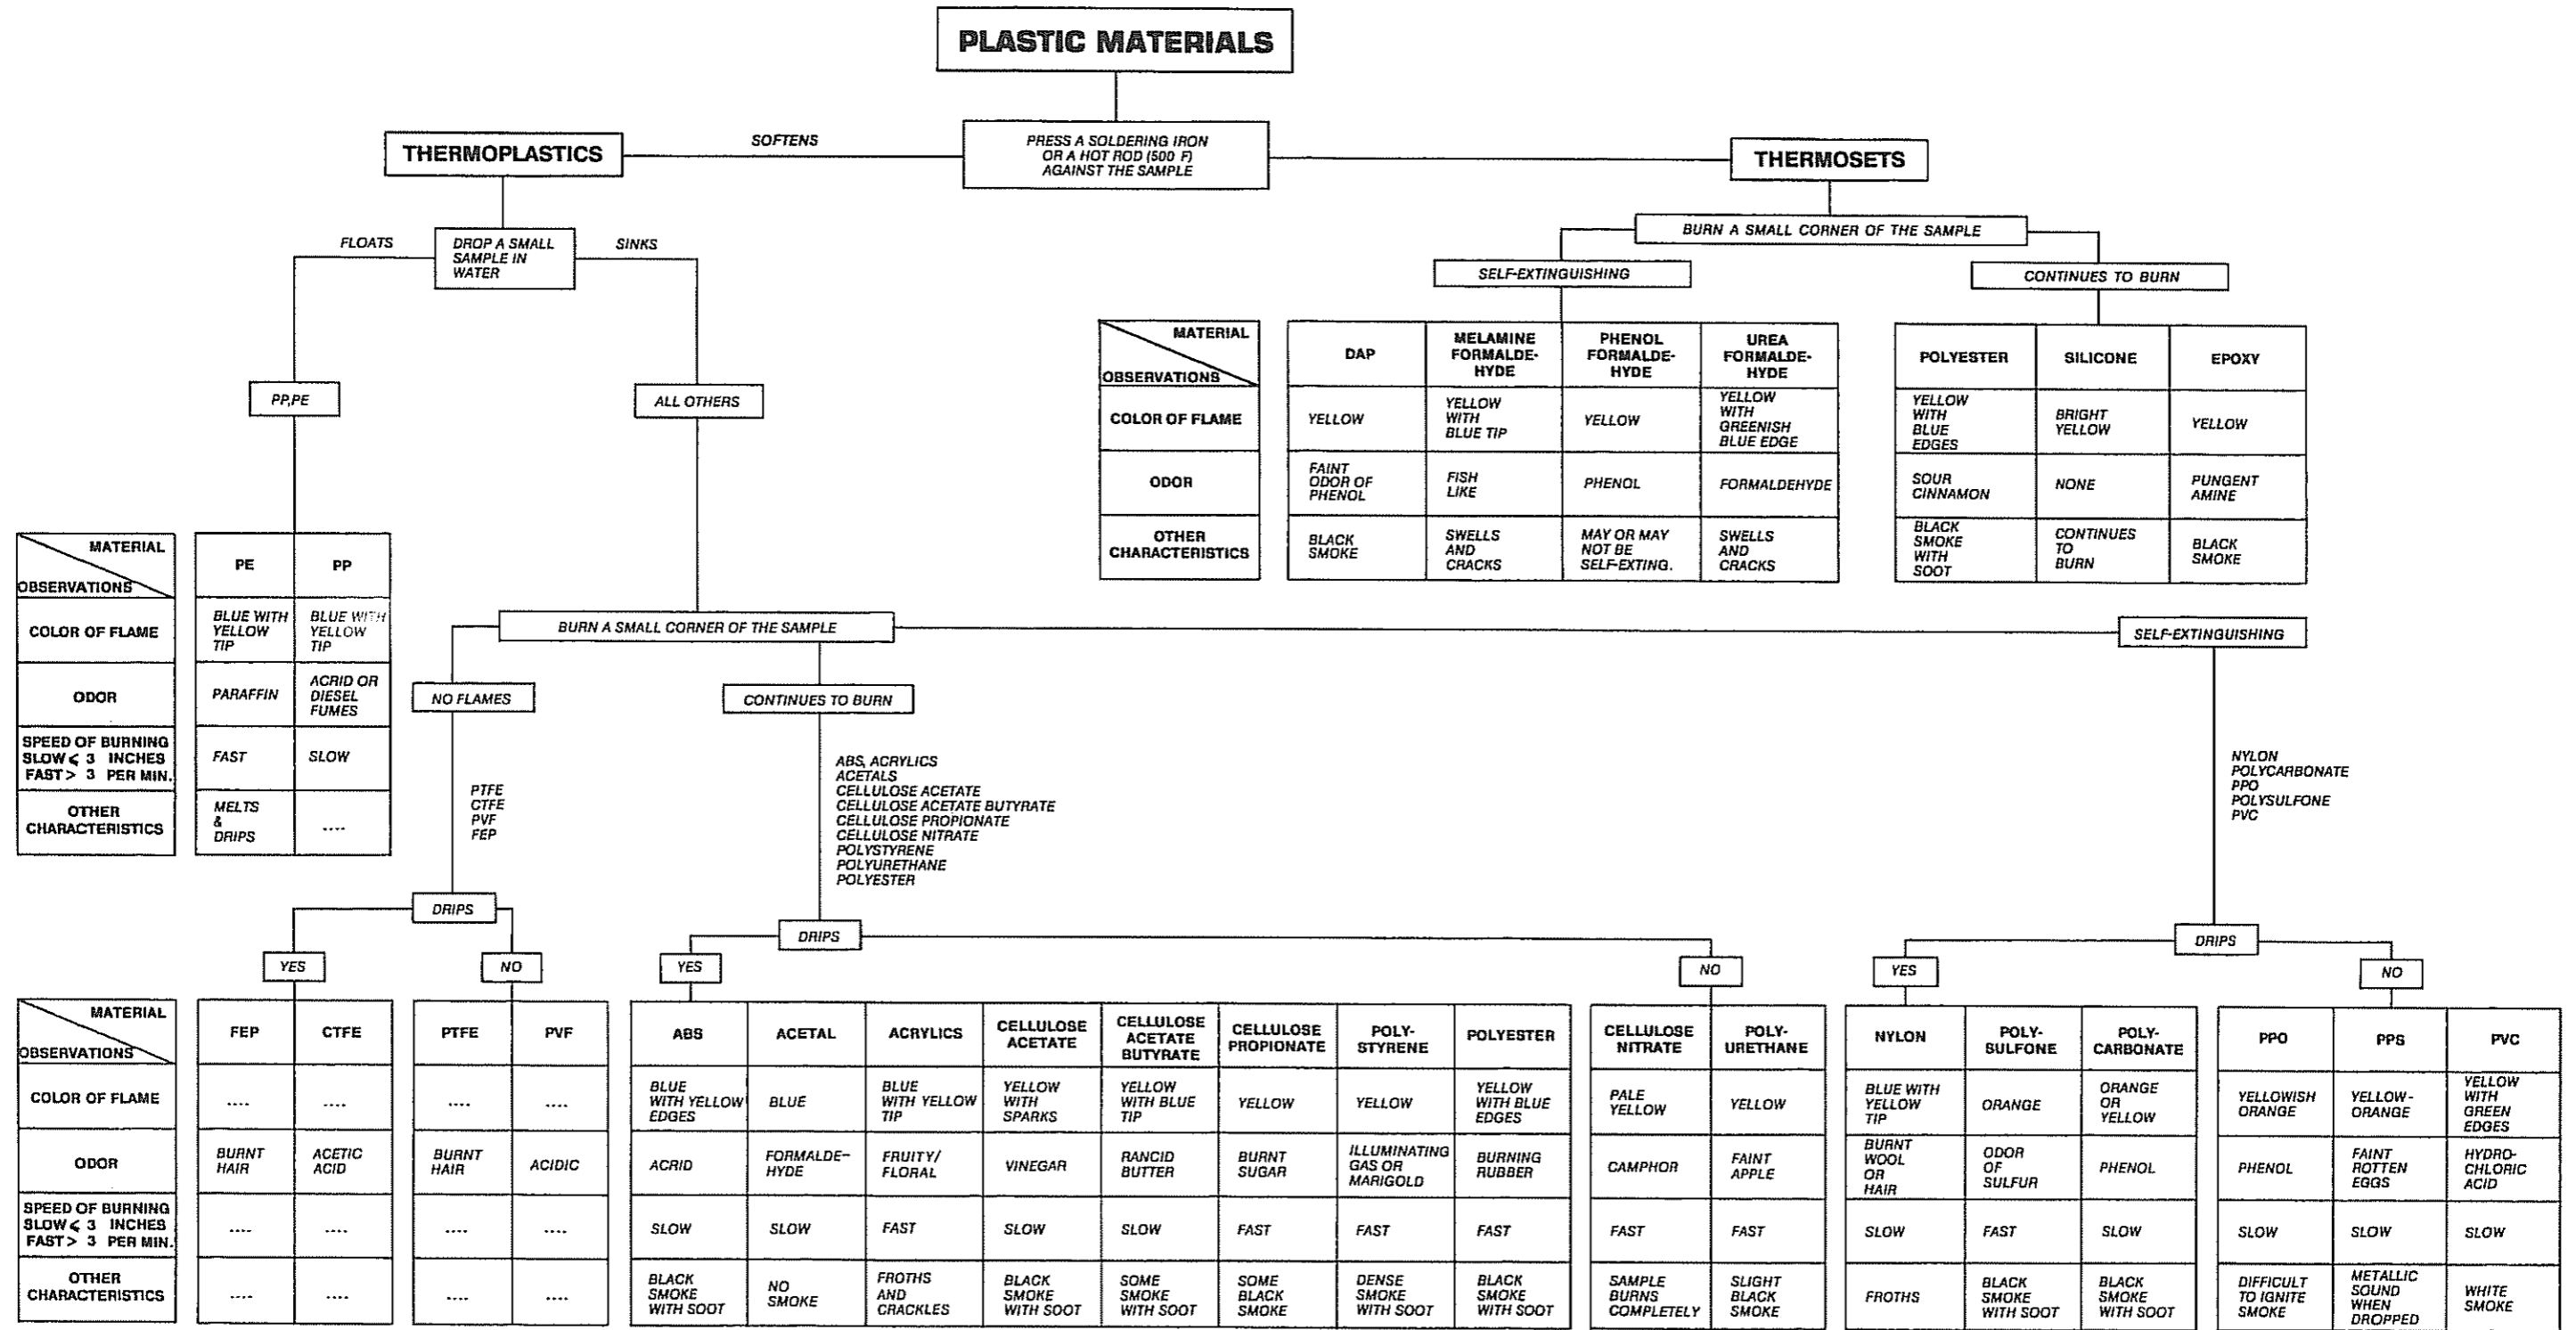 PLASTIC MATERIALS
PRESS A SOLDERING IRON
OR A HOT ROD (500 F)
AGAINST THE SAMPLE
SOFTENS
THERMOPLASTICS
THERMOSETS
DROP A SMALL
SAMPLE IN
WATER
FLOATS
SINKS
PP,PE
ALL OTHERS
BURN A SMALL CORNER OF THE SAMPLE
SELF-EXTINGUISHING
CONTINUES TO BURN
MATERIAL
OBSERVATIONS
DAP
MELAMINE
FORMALDE-
HYDE
PHENOL
FORMALDE-
HYDE
UREA
FORMALDE-
HYDE
POLYESTER
SILICONE
EPOXY
COLOR OF FLAME
YELLOW
YELLOW
WITH
BLUE TIP
YELLOW
YELLOW
WITH
GREENISH
BLUE EDGE
YELLOW
WITH
BLUE
EDGES
BRIGHT
YELLOW
YELLOW
ODOR
FAINT
ODOR OF
PHENOL
FISH
LIKE
PHENOL
FORMALDEHYDE
SOUR
CINNAMON
NONE
PUNGENT
AMINE
OTHER
CHARACTERISTICS
BLACK
SMOKE
SWELLS
AND
CRACKS
MAY OR MAY
NOT BE
SELF-EXTING.
SWELLS
AND
CRACKS
BLACK
SMOKE
WITH
SOOT
CONTINUES
TO
BURN
BLACK
SMOKE
MATERIAL
OBSERVATIONS
PE
PP
COLOR OF FLAME
BLUE WITH
YELLOW
TIP
BLUE WITH
YELLOW
TIP
ODOR
PARAFFIN
ACRID OR
DIESEL
FUMES
SPEED OF BURNING
SLOW ⩽ 3 INCHES
FAST > 3 PER MIN.
FAST
SLOW
OTHER
CHARACTERISTICS
MELTS
&
DRIPS
....
BURN A SMALL CORNER OF THE SAMPLE
NO FLAMES
CONTINUES TO BURN
SELF-EXTINGUISHING
PTFE
CTFE
PVF
FEP
ABS, ACRYLICS
ACETALS
CELLULOSE ACETATE
CELLULOSE ACETATE BUTYRATE
CELLULOSE PROPIONATE
CELLULOSE NITRATE
POLYSTYRENE
POLYURETHANE
POLYESTER
NYLON
POLYCARBONATE
PPO
POLYSULFONE
PVC
DRIPS
YES
NO
DRIPS
YES
NO
DRIPS
YES
NO
MATERIAL
OBSERVATIONS
FEP
CTFE
PTFE
PVF
ABS
ACETAL
ACRYLICS
CELLULOSE
ACETATE
CELLULOSE
ACETATE
BUTYRATE
CELLULOSE
PROPIONATE
POLY-
STYRENE
POLYESTER
CELLULOSE
NITRATE
POLY-
URETHANE
NYLON
POLY-
SULFONE
POLY-
CARBONATE
PPO
PPS
PVC
COLOR OF FLAME
....
....
....
....
BLUE
WITH YELLOW
EDGES
BLUE
BLUE
WITH YELLOW
TIP
YELLOW
WITH
SPARKS
YELLOW
WITH BLUE
TIP
YELLOW
YELLOW
YELLOW
WITH BLUE
EDGES
PALE
YELLOW
YELLOW
BLUE WITH
YELLOW
TIP
ORANGE
ORANGE
OR
YELLOW
YELLOWISH
ORANGE
YELLOW-
ORANGE
YELLOW
WITH
GREEN
EDGES
ODOR
BURNT
HAIR
ACETIC
ACID
BURNT
HAIR
ACIDIC
ACRID
FORMALDE-
HYDE
FRUITY/
FLORAL
VINEGAR
RANCID
BUTTER
BURNT
SUGAR
ILLUMINATING
GAS OR
MARIGOLD
BURNING
RUBBER
CAMPHOR
FAINT
APPLE
BURNT
WOOL
OR
HAIR
ODOR
OF
SULFUR
PHENOL
PHENOL
FAINT
ROTTEN
EGGS
HYDRO-
CHLORIC
ACID
SPEED OF BURNING
SLOW ⩽ 3 INCHES
FAST > 3 PER MIN.
....
....
....
....
SLOW
SLOW
FAST
SLOW
SLOW
FAST
FAST
FAST
FAST
FAST
SLOW
FAST
SLOW
SLOW
SLOW
SLOW
OTHER
CHARACTERISTICS
....
....
....
....
BLACK
SMOKE
WITH SOOT
NO
SMOKE
FROTHS
AND
CRACKLES
BLACK
SMOKE
WITH SOOT
SOME
SMOKE
WITH SOOT
SOME
BLACK
SMOKE
DENSE
SMOKE
WITH SOOT
BLACK
SMOKE
WITH SOOT
SAMPLE
BURNS
COMPLETELY
SLIGHT
BLACK
SMOKE
FROTHS
BLACK
SMOKE
WITH SOOT
BLACK
SMOKE
WITH SOOT
DIFFICULT
TO IGNITE
SMOKE
METALLIC
SOUND
WHEN
DROPPED
WHITE
SMOKE